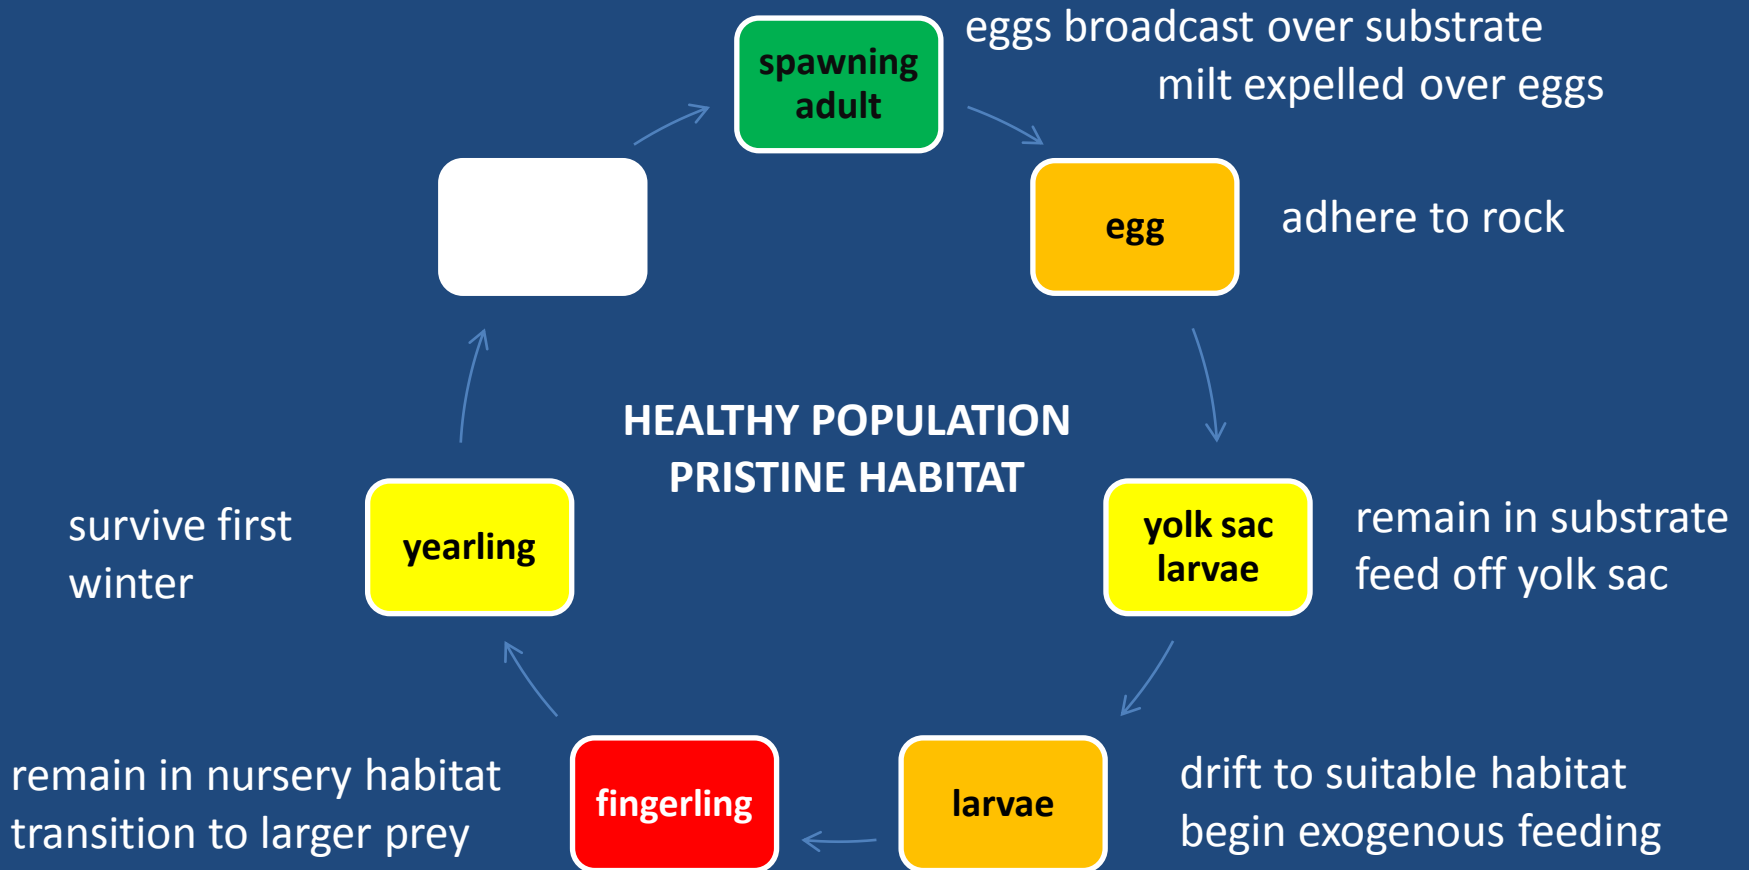 spawning
adult
eggs broadcast over substrate
milt expelled over eggs
egg
adhere to rock
HEALTHY POPULATION
PRISTINE HABITAT
yolk sac
larvae
remain in substrate
feed off yolk sac
larvae
drift to suitable habitat
begin exogenous feeding
fingerling
remain in nursery habitat
transition to larger prey
yearling
survive first
winter